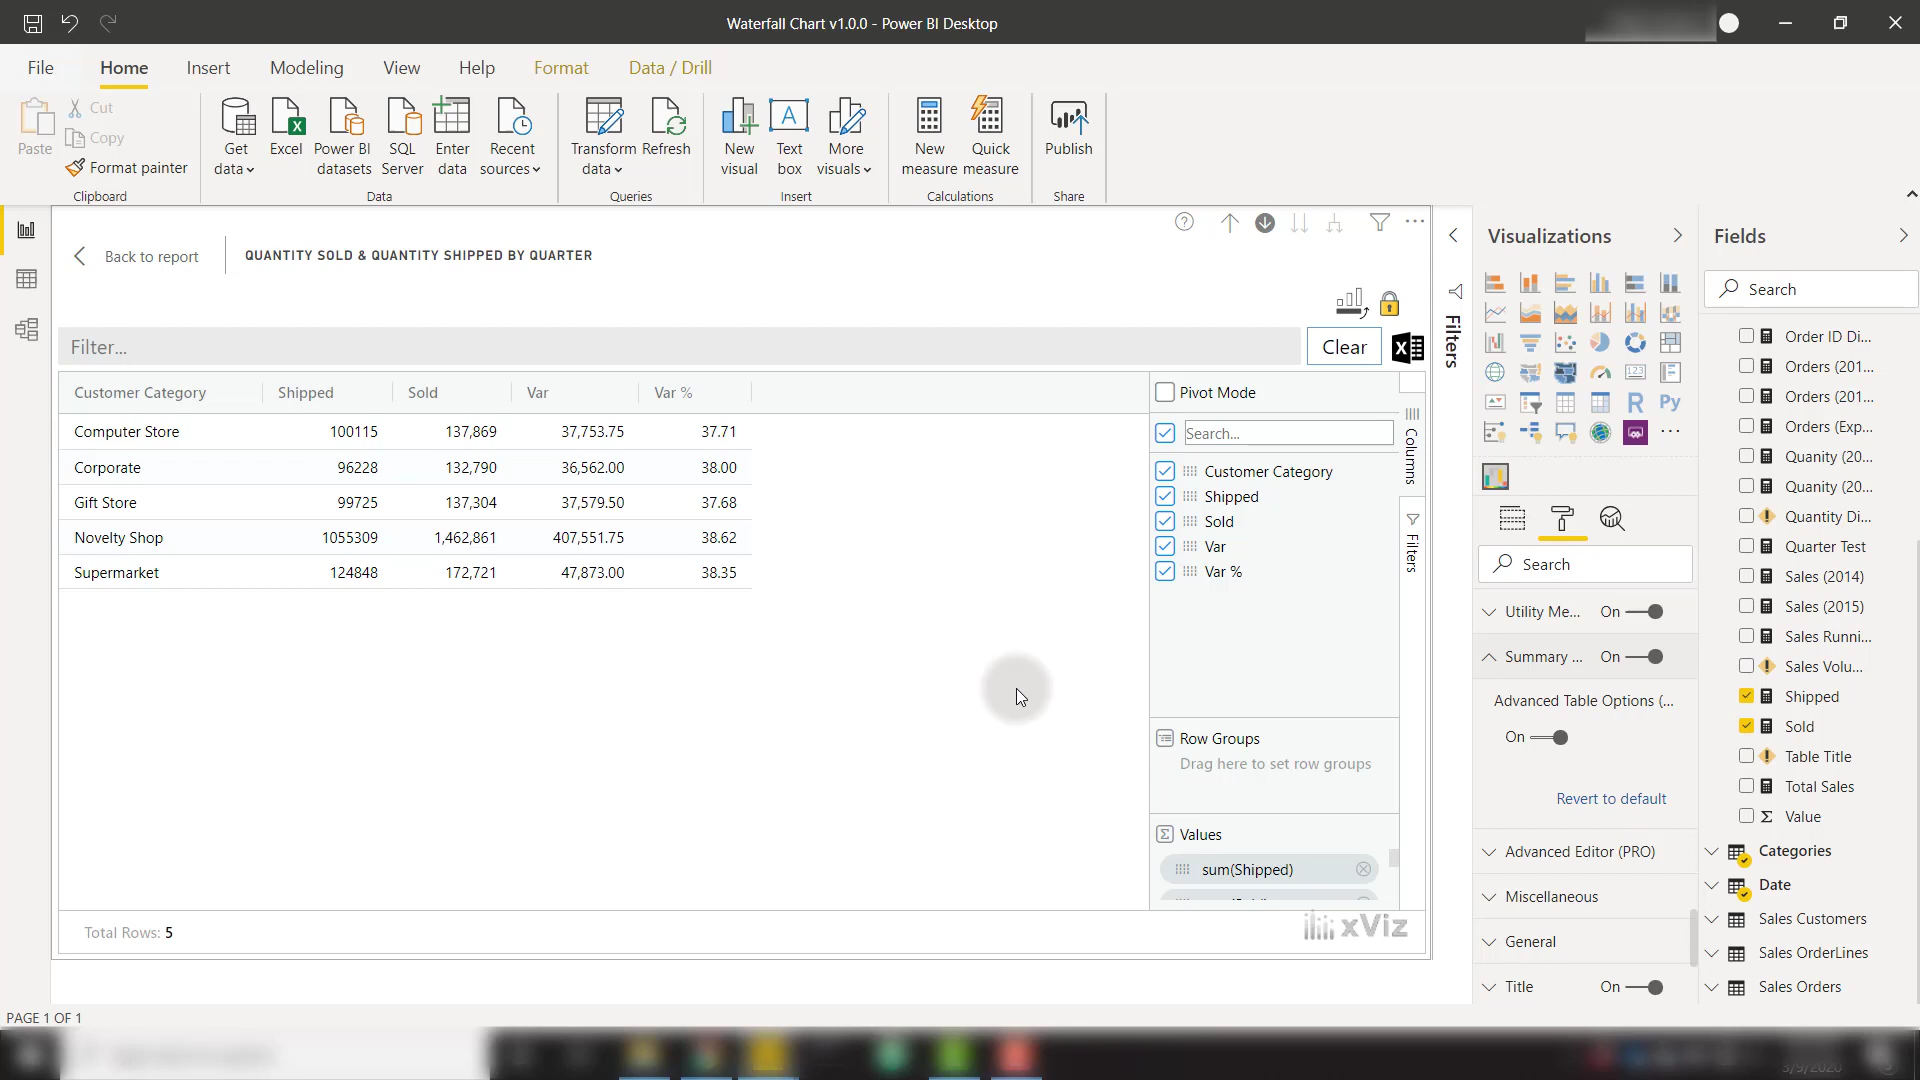 Waterfall Chart v1.0.0 - Power BI Desktop
File Home Insert Modeling View Help Format Data / Drill
Paste
Cut
Copy
Format painter
Clipboard
Get data
Excel
Power BI datasets
SQL Server
Enter data
Recent sources
Data
Transform data
Refresh
Queries
New visual
Text box
More visuals
Insert
New measure
Quick measure
Calculations
Publish
Share
Back to report
QUANTITY SOLD & QUANTITY SHIPPED BY QUARTER
Filter...
Clear
Customer Category Shipped Sold Var Var %
Computer Store 100115 137,869 37,753.75 37.71
Corporate 96228 132,790 36,562.00 38.00
Gift Store 99725 137,304 37,579.50 37.68
Novelty Shop 1055309 1,462,861 407,551.75 38.62
Supermarket 124848 172,721 47,873.00 38.35
Total Rows: 5
Pivot Mode
Search...
Customer Category
Shipped
Sold
Var
Var %
Row Groups
Drag here to set row groups
Values
sum(Shipped)
Columns
Filters
xViz
Filters
Visualizations
R Py
Search
Utility Me... On
Summary ... On
Advanced Table Options (...
On
Revert to default
Advanced Editor (PRO)
Miscellaneous
General
Title On
Fields
Search
Order ID Di...
Orders (201...
Orders (201...
Orders (Exp...
Quanity (20...
Quanity (20...
Quantity Di...
Quarter Test
Sales (2014)
Sales (2015)
Sales Runni...
Sales Volu...
Shipped
Sold
Table Title
Total Sales
Value
Categories
Date
Sales Customers
Sales OrderLines
Sales Orders
PAGE 1 OF 1
3/9/2020